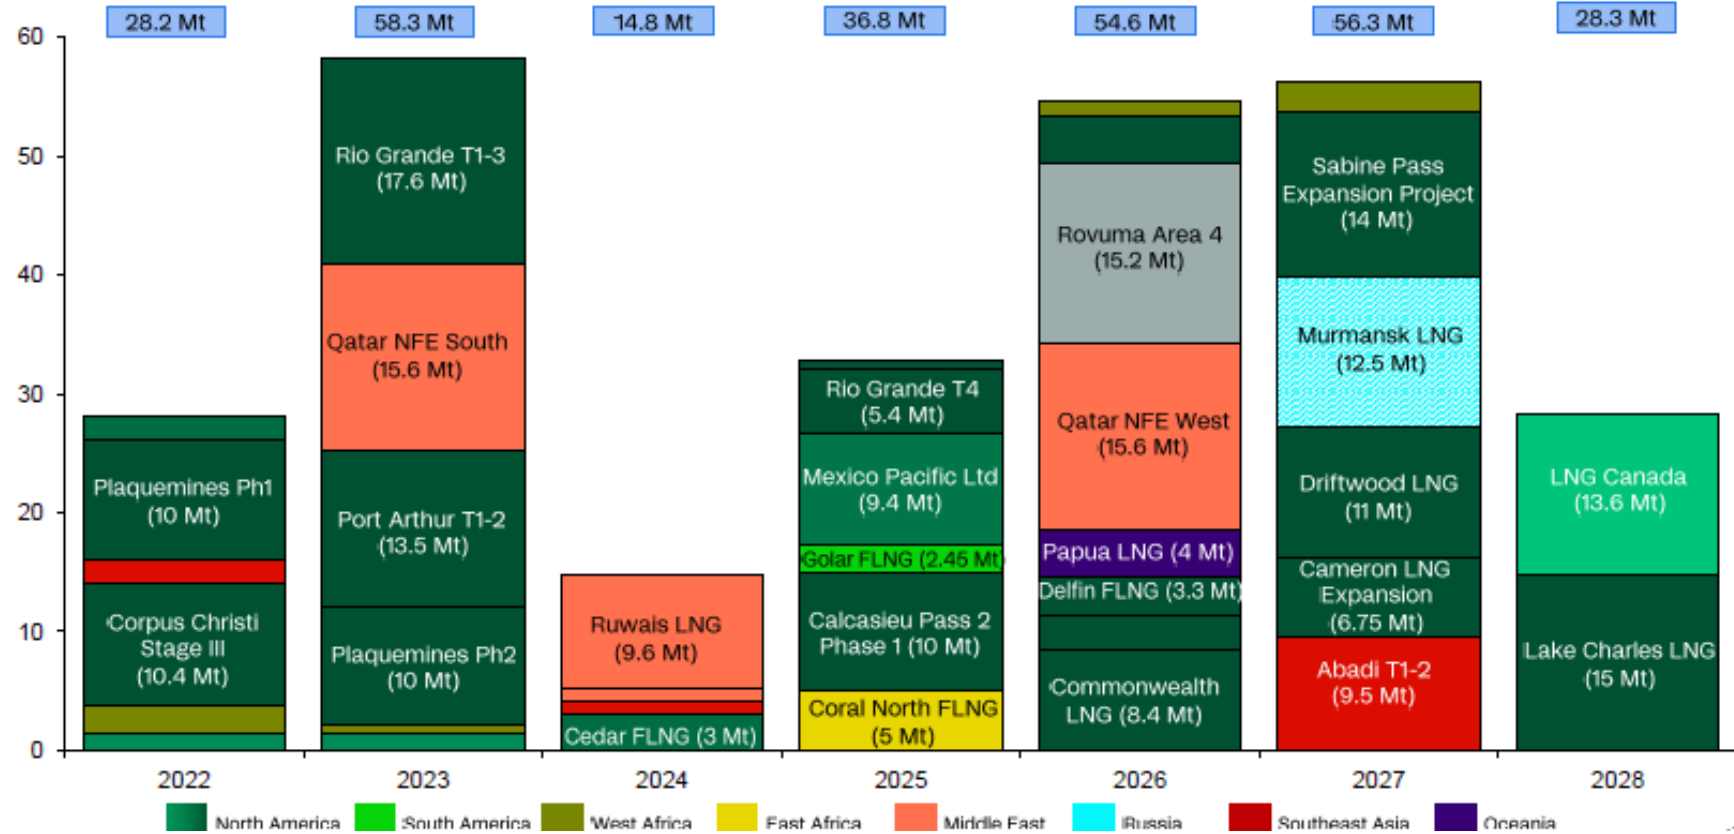 28.2 Mt
58.3 Mt
14.8 Mt
36.8 Mt
54.6 Mt
56.3 Mt
28.3 Mt
60
50
40
30
20
10
0
Plaquemines Ph1
(10 Mt)
Corpus Christi
Stage III
(10.4 Mt)
Rio Grande T1-3
(17.6 Mt)
Qatar NFE South
(15.6 Mt)
Port Arthur T1-2
(13.5 Mt)
Plaquemines Ph2
(10 Mt)
Ruwais LNG
(9.6 Mt)
Cedar FLNG (3 Mt)
Rio Grande T4
(5.4 Mt)
Mexico Pacific Ltd
(9.4 Mt)
Golar FLNG (2.45 Mt)
Calcasieu Pass 2
Phase 1 (10 Mt)
Coral North FLNG
(5 Mt)
Rovuma Area 4
(15.2 Mt)
Qatar NFE West
(15.6 Mt)
Papua LNG (4 Mt)
Delfin FLNG (3.3 Mt)
Commonwealth
LNG (8.4 Mt)
Sabine Pass
Expansion Project
(14 Mt)
Murmansk LNG
(12.5 Mt)
Driftwood LNG
(11 Mt)
Cameron LNG
Expansion
(6.75 Mt)
Abadi T1-2
(9.5 Mt)
LNG Canada
(13.6 Mt)
Lake Charles LNG
(15 Mt)
2022
2023
2024
2025
2026
2027
2028
North America
South America
West Africa
East Africa
Middle East
Russia
Southeast Asia
Oceania